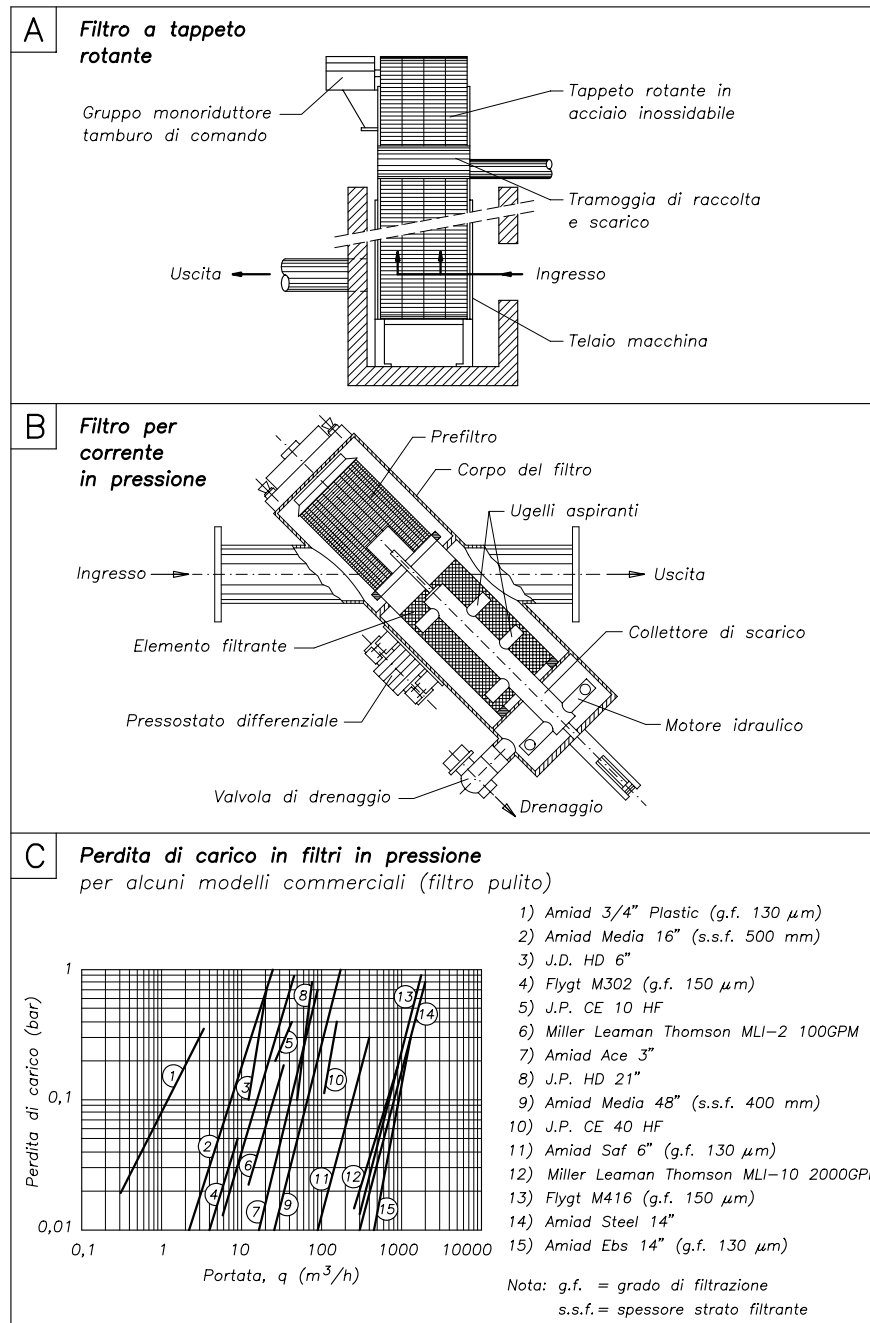 A
Filtro a tappeto
rotante
Gruppo monoriduttore
tamburo di comando
Tappeto rotante in
acciaio inossidabile
Tramoggia di raccolta
e scarico
Uscita
Ingresso
Telaio macchina
B
Filtro per
corrente
in pressione
Prefiltro
Corpo del filtro
Ugelli aspiranti
Ingresso
Uscita
Elemento filtrante
Collettore di scarico
Pressostato differenziale
Motore idraulico
Valvola di drenaggio
Drenaggio
C
Perdita di carico in filtri in pressione
per alcuni modelli commerciali (filtro pulito)
Perdita di carico (bar)
1
0,1
0,01
0,1 1 10 100 1000 10000
Portata, q (m³/h)
1
2
3
4
5
6
7
8
9
10
11
12
13
14
15
1) Amiad 3/4" Plastic (g.f. 130 μm)
2) Amiad Media 16" (s.s.f. 500 mm)
3) J.D. HD 6"
4) Flygt M302 (g.f. 150 μm)
5) J.P. CE 10 HF
6) Miller Leaman Thomson MLI-2 100GPM
7) Amiad Ace 3"
8) J.P. HD 21"
9) Amiad Media 48" (s.s.f. 400 mm)
10) J.P. CE 40 HF
11) Amiad Saf 6" (g.f. 130 μm)
12) Miller Leaman Thomson MLI-10 2000GP
13) Flygt M416 (g.f. 150 μm)
14) Amiad Steel 14"
15) Amiad Ebs 14" (g.f. 130 μm)
Nota: g.f. = grado di filtrazione
s.s.f.= spessore strato filtrante